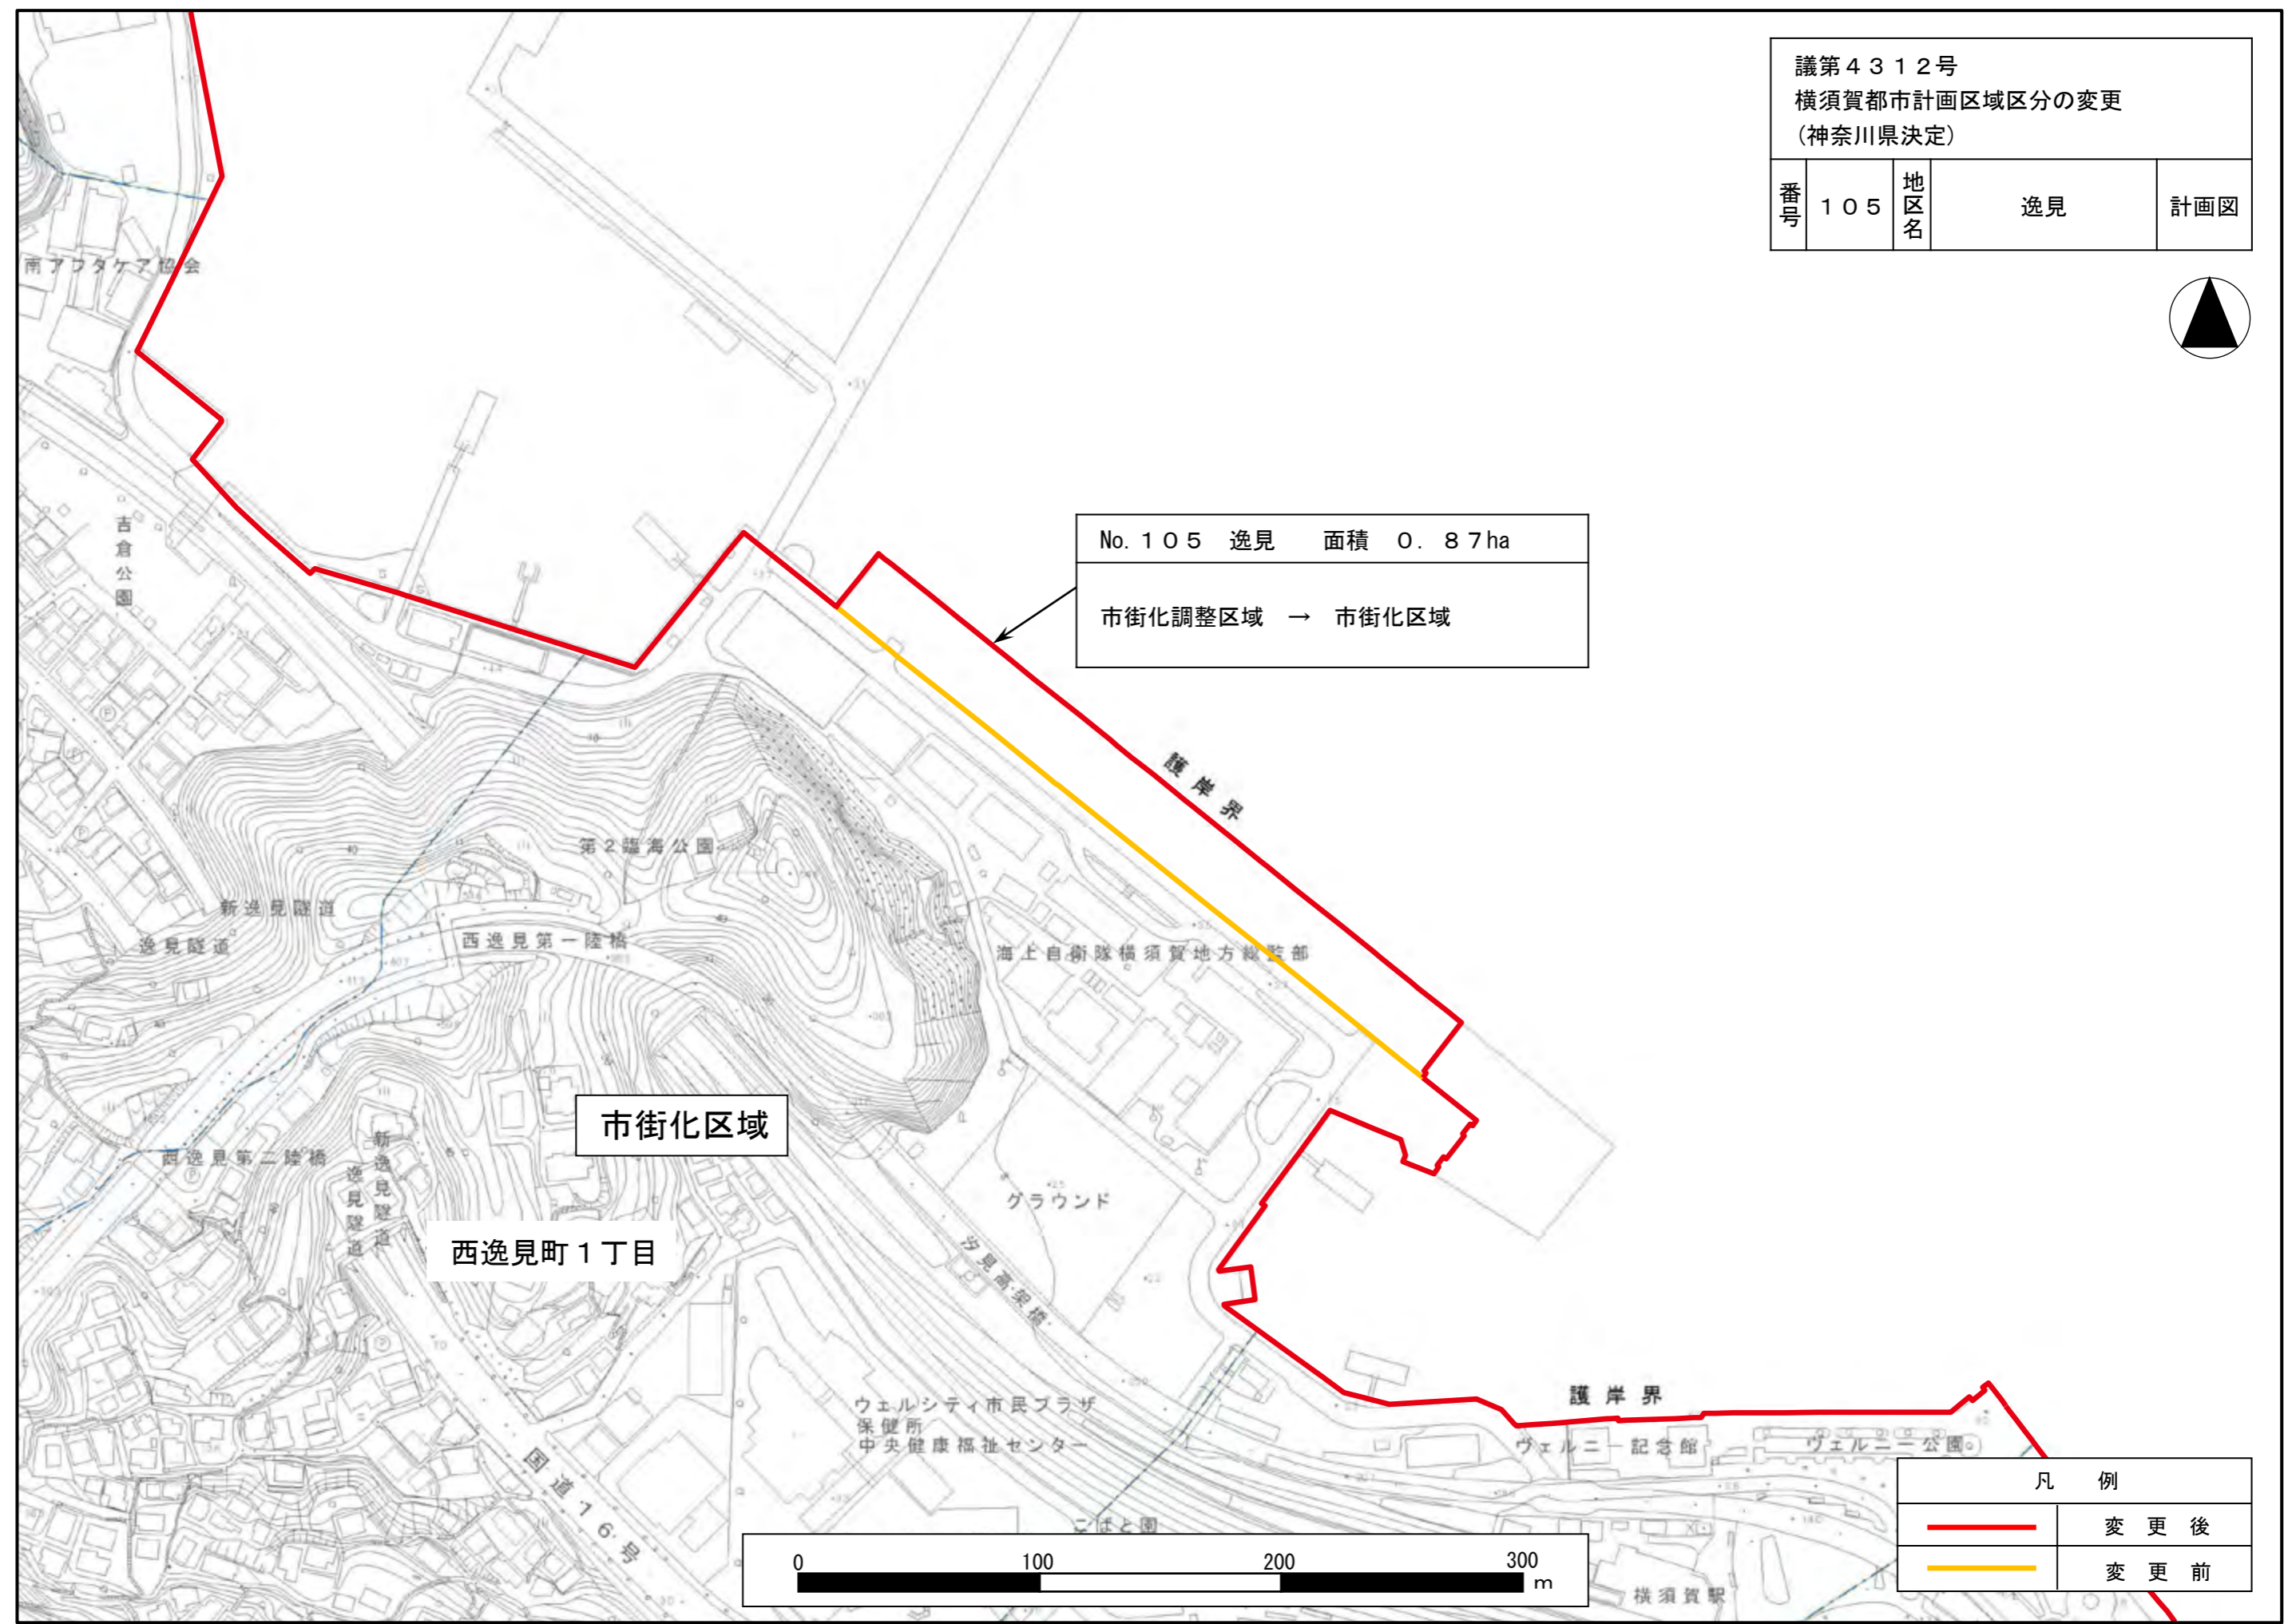 議第４３１２号
横須賀都市計画区域区分の変更
（神奈川県決定）
番号 １０５ 地区名 逸見 計画図
南アフタケア協会
吉倉公園
No.１０５ 逸見 面積 ０．８７ha
市街化調整区域 → 市街化区域
護岸界
第２臨海公園
新逸見隧道
逸見隧道
西逸見第一陸橋
海上自衛隊横須賀地方総監部
市街化区域
西逸見第二陸橋
新逸見隧道
逸見隧道
西逸見町１丁目
グラウンド
汐見高架橋
ウェルシティ市民プラザ
保健所
中央健康福祉センター
護岸界
ヴェルニー記念館
ヴェルニー公園
国道１６号
こばと園
横須賀駅
0 100 200 300
m
凡例
変更後
変更前